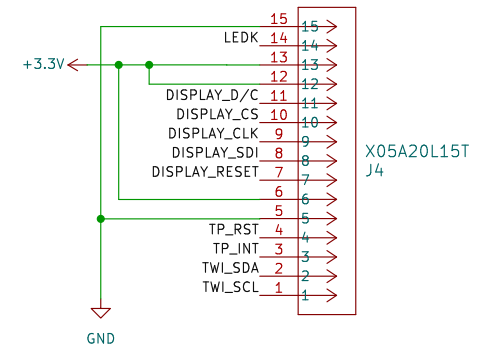 15 15
LEDK 14 14
+3.3V 13 13
12 12
DISPLAY_D/C 11 11
DISPLAY_CS 10 10
DISPLAY_CLK 9 9
DISPLAY_SDI 8 8
X05A20L15T
DISPLAY_RESET 7 7
J4
6 6
5 5
TP_RST 4 4
TP_INT 3 3
TWI_SDA 2 2
TWI_SCL 1 1
GND